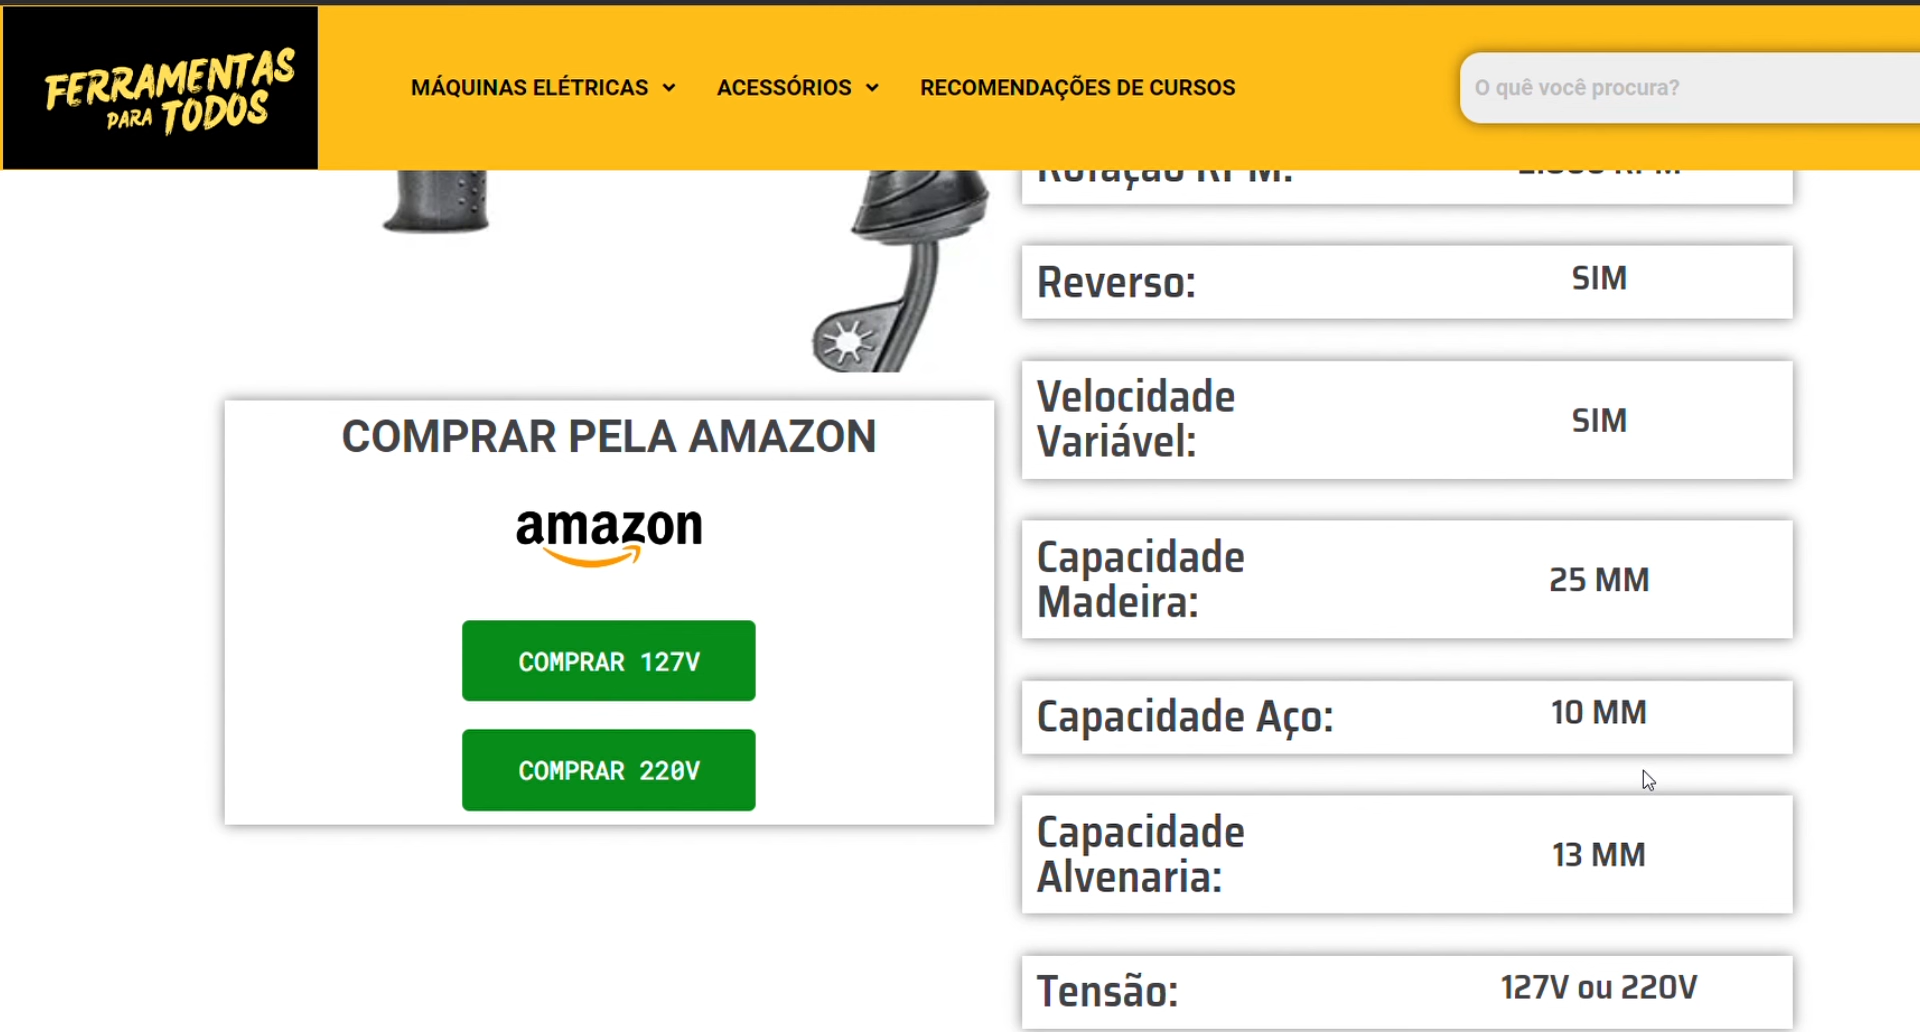 FERRAMENTAS
PARA TODOS
MÁQUINAS ELÉTRICAS
ACESSÓRIOS
RECOMENDAÇÕES DE CURSOS
O quê você procura?
Rotação RPM:
Reverso:
SIM
Velocidade
Variável:
SIM
Capacidade
Madeira:
25 MM
Capacidade Aço:
10 MM
Capacidade
Alvenaria:
13 MM
Tensão:
127V ou 220V
COMPRAR PELA AMAZON
amazon
COMPRAR 127V
COMPRAR 220V